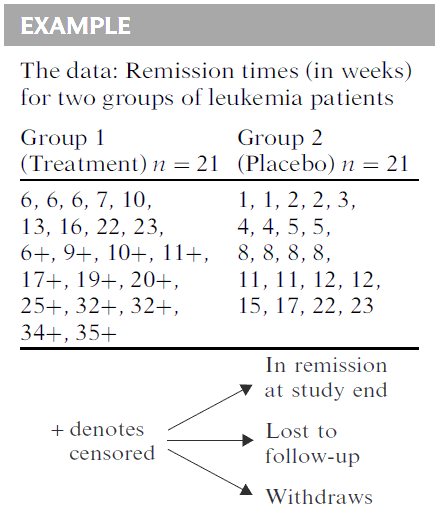 EXAMPLE
The data: Remission times (in weeks)
for two groups of leukemia patients
Group 1
(Treatment) n = 21
6, 6, 6, 7, 10,
13, 16, 22, 23,
6+, 9+, 10+, 11+,
17+, 19+, 20+,
25+, 32+, 32+,
34+, 35+
Group 2
(Placebo) n = 21
1, 1, 2, 2, 3,
4, 4, 5, 5,
8, 8, 8, 8,
11, 11, 12, 12,
15, 17, 22, 23
+ denotes
censored
In remission
at study end
Lost to
follow-up
Withdraws